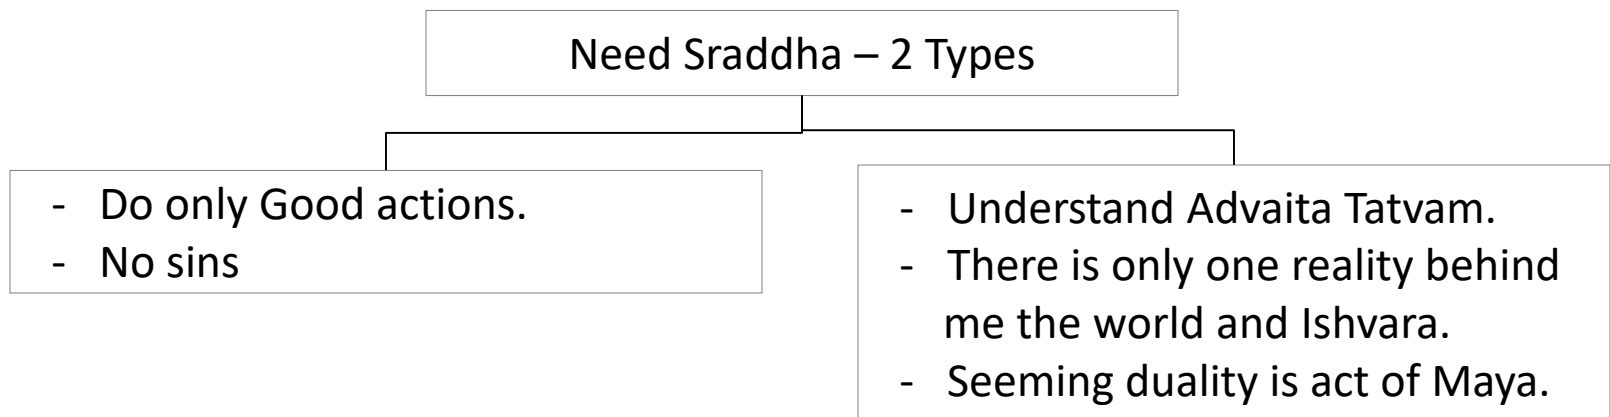 Need Sraddha – 2 Types
- Do only Good actions.
- No sins
- Understand Advaita Tatvam.
- There is only one reality behind
me the world and Ishvara.
- Seeming duality is act of Maya.